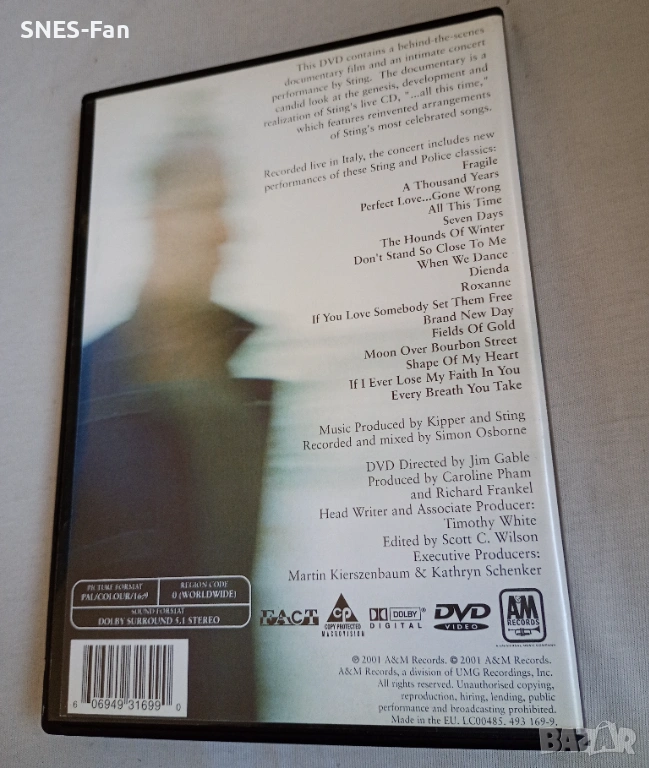 SNES-Fan
This DVD contains a behind-the-scenes
documentary film and an intimate concert
performance by Sting. The documentary is a
candid look at the genesis, development and
realization of Sting's live CD, "...all this time,"
which features reinvented arrangements
of Sting's most celebrated songs.
Recorded live in Italy, the concert includes new
performances of these Sting and Police classics:
Fragile
A Thousand Years
Perfect Love...Gone Wrong
All This Time
Seven Days
The Hounds Of Winter
Don't Stand So Close To Me
When We Dance
Dienda
Roxanne
If You Love Somebody Set Them Free
Brand New Day
Fields Of Gold
Moon Over Bourbon Street
Shape Of My Heart
If I Ever Lose My Faith In You
Every Breath You Take
Music Produced by Kipper and Sting
Recorded and mixed by Simon Osborne
DVD Directed by Jim Gable
Produced by Caroline Pham
and Richard Frankel
Head Writer and Associate Producer:
Timothy White
Edited by Scott C. Wilson
Executive Producers:
Martin Kierszenbaum & Kathryn Schenker
PICTURE FORMAT
PAL/COLOUR/16:9
REGION CODE
0 (WORLDWIDE)
SOUND FORMAT
DOLBY SURROUND 5.1 STEREO
FACT
CP
COPY PROTECTED
MACROVISION
DOLBY
DIGITAL
DVD
VIDEO
A&M
RECORDS
℗ 2001 A&M Records. © 2001 A&M Records.
A&M Records, a division of UMG Recordings, Inc.
All rights reserved. Unauthorised copying,
reproduction, hiring, lending, public
performance and broadcasting prohibited.
Made in the EU. LC00485. 493 169-9.
6 06949 31699 0
BAZAR